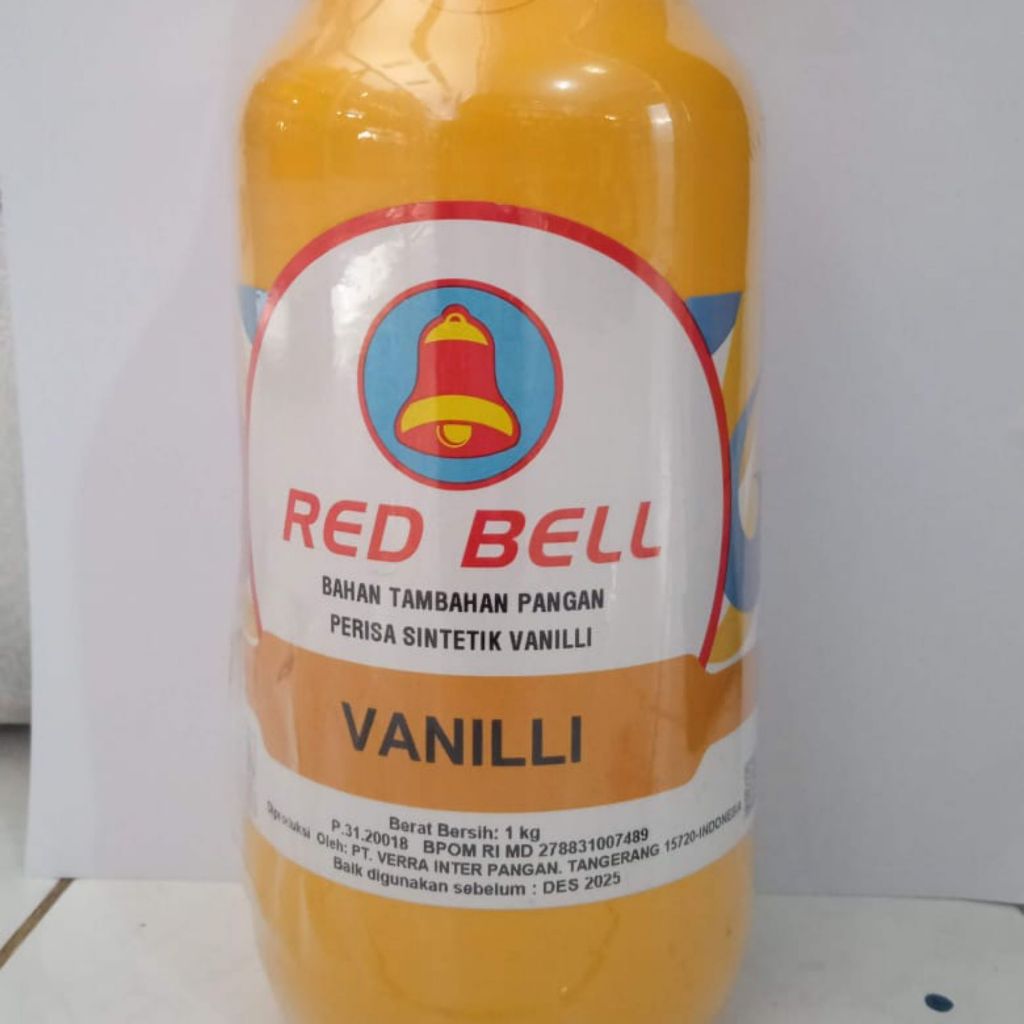 RED BELL
BAHAN TAMBAHAN PANGAN
PERISA SINTETIK VANILLI
VANILLI
Berat Bersih: 1 kg
P.31.20018 BPOM RI MD 278831007489
Diproduksi Oleh: PT. VERRA INTER PANGAN. TANGERANG 15720-INDONESIA
Baik digunakan sebelum : DES 2025